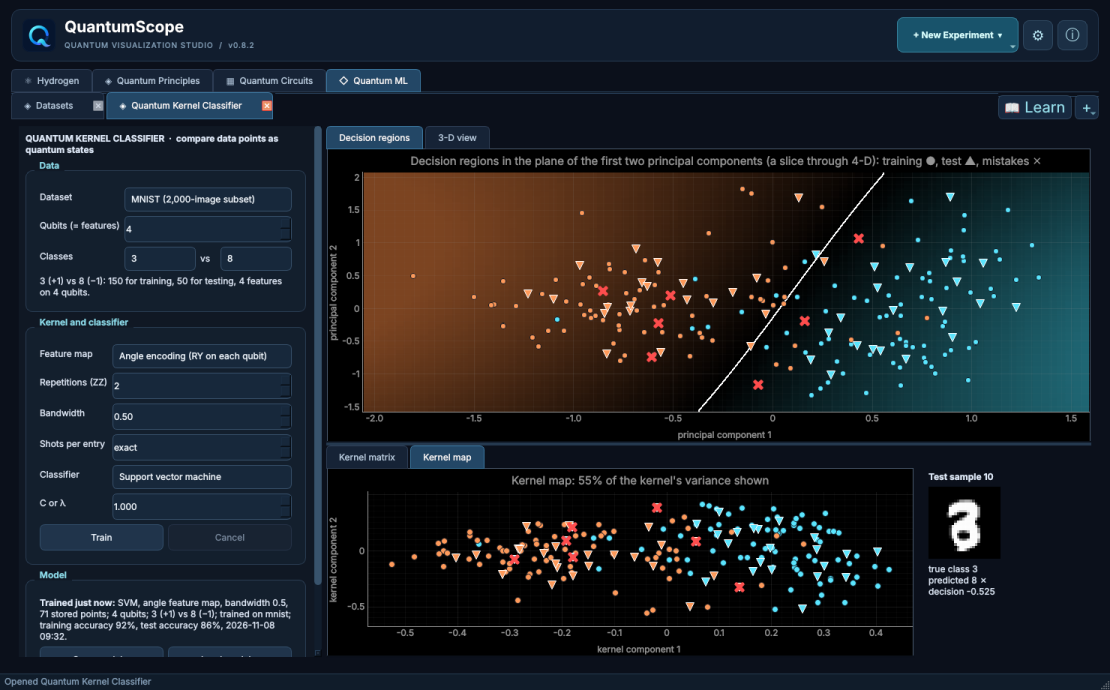 QuantumScope
QUANTUM VISUALIZATION STUDIO / v0.8.2
+ New Experiment ▾
Hydrogen
Quantum Principles
Quantum Circuits
Quantum ML
Datasets
Quantum Kernel Classifier
Learn
+
QUANTUM KERNEL CLASSIFIER · compare data points as
quantum states
Data
Dataset
MNIST (2,000-image subset)
Qubits (= features)
4
Classes
3
vs
8
3 (+1) vs 8 (−1): 150 for training, 50 for testing, 4 features
on 4 qubits.
Kernel and classifier
Feature map
Angle encoding (RY on each qubit)
Repetitions (ZZ)
2
Bandwidth
0.50
Shots per entry
exact
Classifier
Support vector machine
C or λ
1.000
Train
Cancel
Model
Trained just now: SVM, angle feature map, bandwidth 0.5,
71 stored points; 4 qubits; 3 (+1) vs 8 (−1); trained on mnist;
training accuracy 92%, test accuracy 86%, 2026-11-08
09:32.
Decision regions
3-D view
Decision regions in the plane of the first two principal components (a slice through 4-D): training ●, test ▲, mistakes ×
principal component 2
2
1.5
1
0.5
0
-0.5
-1
-1.5
-2.0
-1.5
-1.0
-0.5
0
0.5
1.0
1.5
principal component 1
Kernel matrix
Kernel map
Kernel map: 55% of the kernel's variance shown
kernel component 2
0
-0.5
-0.5
-0.4
-0.3
-0.2
-0.1
0
0.1
0.2
0.3
0.4
kernel component 1
Test sample 10
true class 3
predicted 8 ×
decision -0.525
Opened Quantum Kernel Classifier